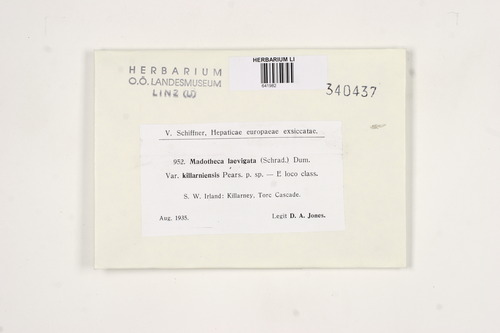 HERBARIUM
O.Ö. LANDESMUSEUM
LINZ (LI)
HERBARIUM LI
641982
340437
V. Schiffner, Hepaticae europaeae exsiccatae.
952. Madotheca laevigata (Schrad.) Dum.
Var. killarniensis Pears. p. sp. — E loco class.
S. W. Irland: Killarney, Torc Cascade.
Aug. 1935. Legit D. A. Jones.